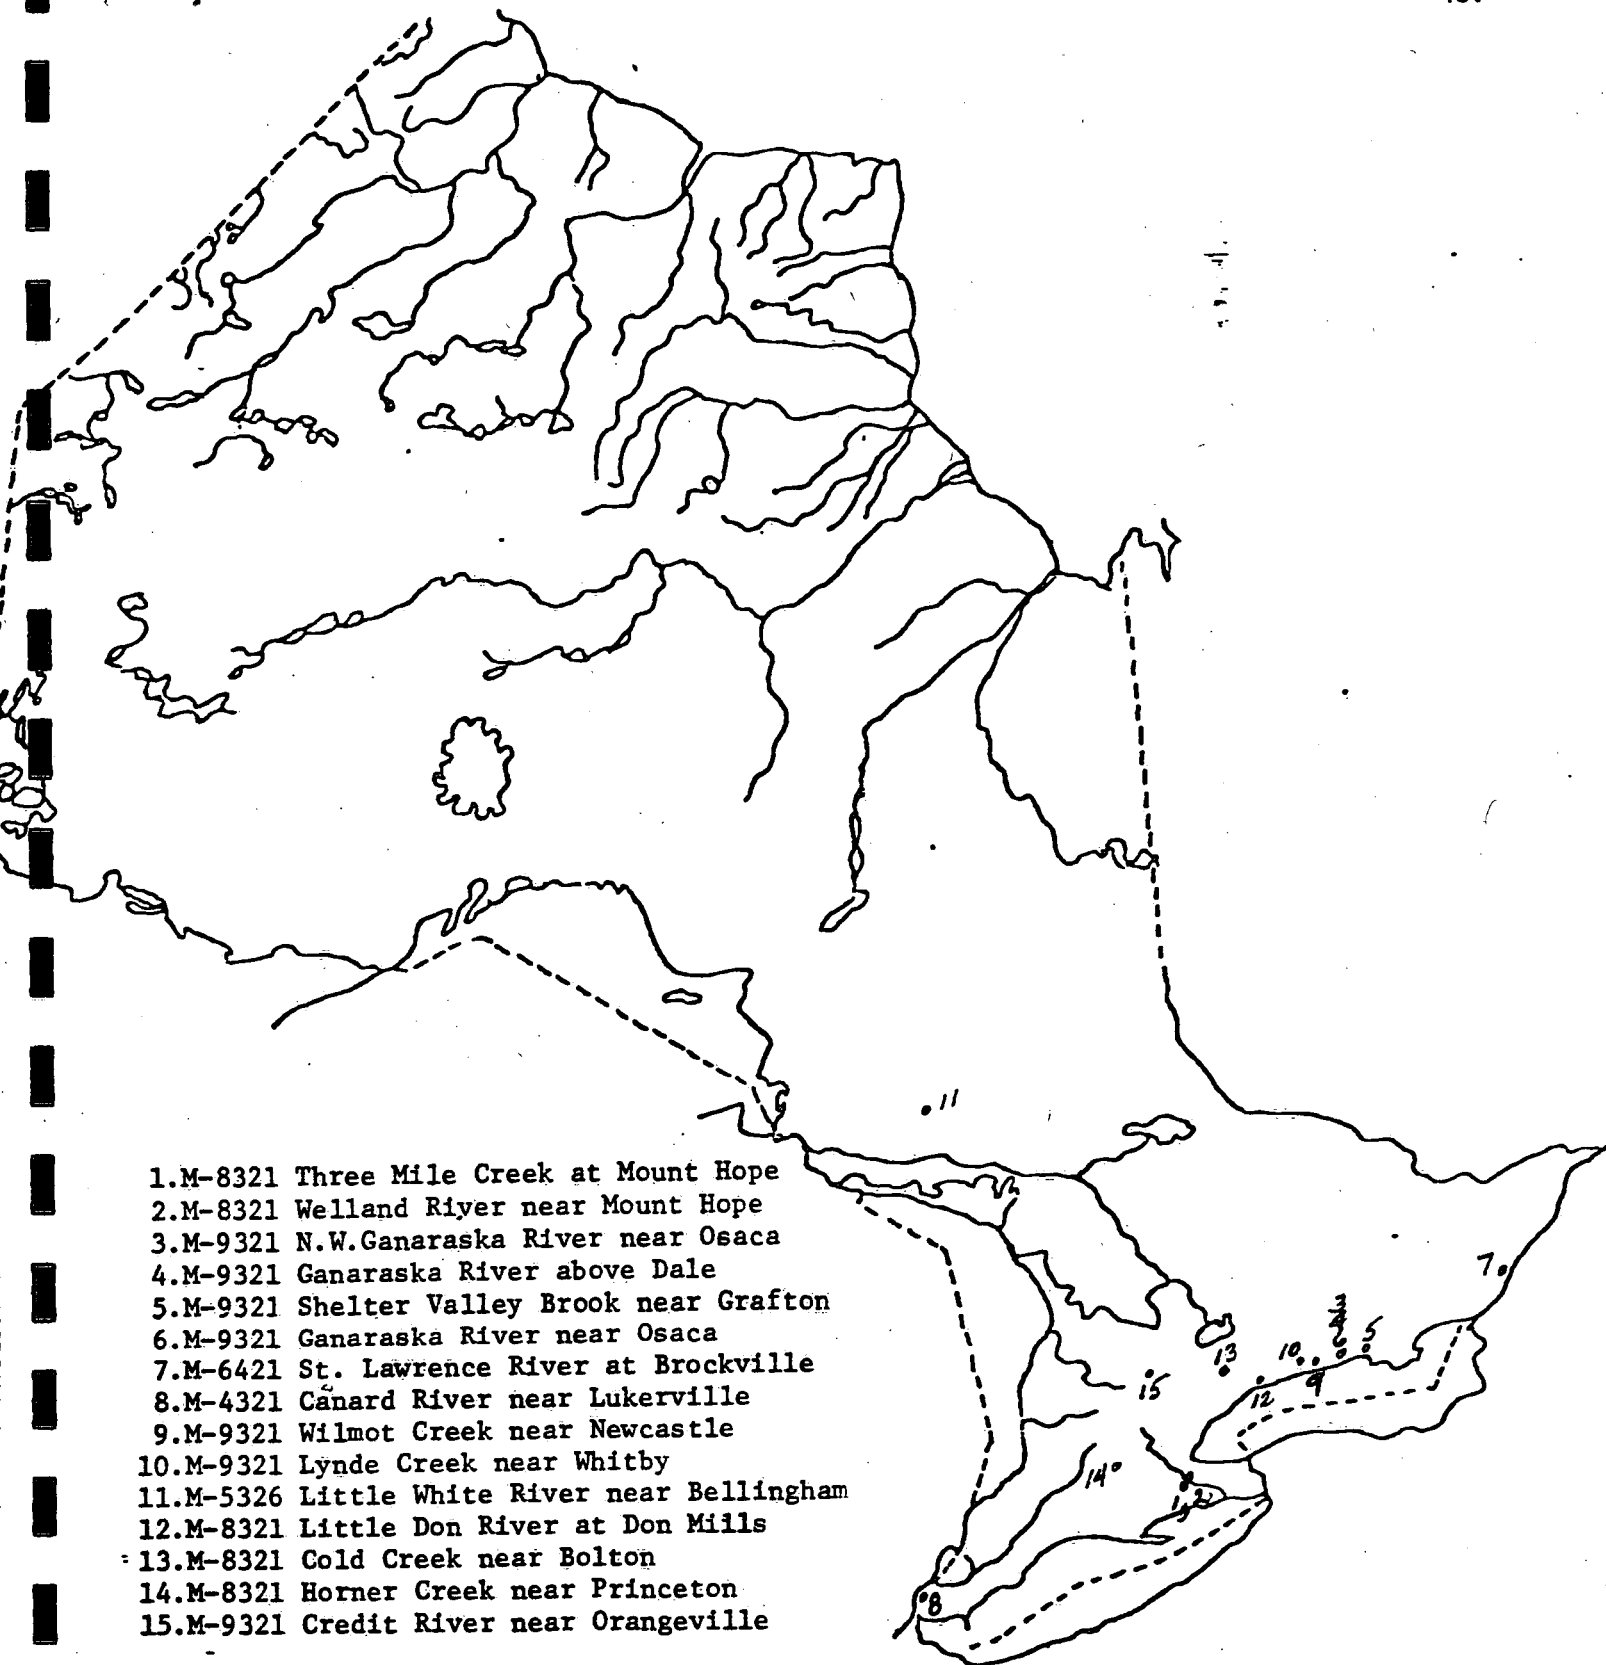 11
1.M-8321 Three Mile Creek at Mount Hope
2.M-8321 Welland River near Mount Hope
3.M-9321 N.W.Ganaraska River near Osaca
4.M-9321 Ganaraska River above Dale
5.M-9321 Shelter Valley Brook near Grafton
6.M-9321 Ganaraska River near Osaca
7.M-6421 St. Lawrence River at Brockville
8.M-4321 Canard River near Lukerville
9.M-9321 Wilmot Creek near Newcastle
10.M-9321 Lynde Creek near Whitby
11.M-5326 Little White River near Bellingham
12.M-8321 Little Don River at Don Mills
13.M-8321 Cold Creek near Bolton
14.M-8321 Horner Creek near Princeton
15.M-9321 Credit River near Orangeville
7
3
4
6
5
10
13
9
15
12
14
1,2
8